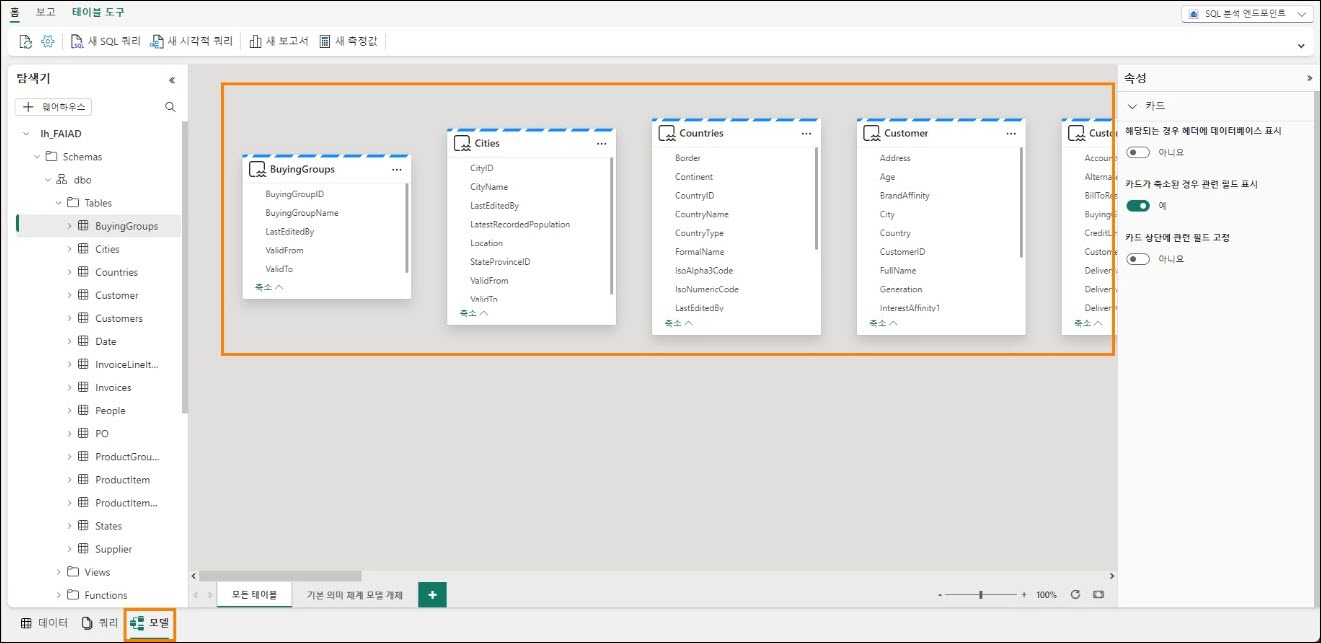 홈 보고 테이블 도구
SQL 분석 엔드포인트
새 SQL 쿼리 새 시각적 쿼리 새 보고서 새 측정값
탐색기
웨어하우스
lh_FAIAD
Schemas
dbo
Tables
BuyingGroups
Cities
Countries
Customer
Customers
Date
InvoiceLineIt...
Invoices
People
PO
ProductGrou...
ProductItem
ProductItem...
States
Supplier
Views
Functions
BuyingGroups
BuyingGroupID
BuyingGroupName
LastEditedBy
ValidFrom
ValidTo
축소
Cities
CityID
CityName
LastEditedBy
LatestRecordedPopulation
Location
StateProvinceID
ValidFrom
ValidTo
축소
Countries
Border
Continent
CountryID
CountryName
CountryType
FormalName
IsoAlpha3Code
IsoNumericCode
LastEditedBy
축소
Customer
Address
Age
BrandAffinity
City
Country
CustomerID
FullName
Generation
InterestAffinity1
축소
Custo
Accoun
Alterna
BillToRe
Buying
CreditLi
Custom
Deliver
Deliver
축소
속성
카드
해당되는 경우 헤더에 데이터베이스 표시
아니요
카드가 축소된 경우 관련 필드 표시
예
카드 상단에 관련 필드 고정
아니요
모든 테이블 기본 의미 체계 모델 개체 +
- + 100%
데이터 쿼리 모델